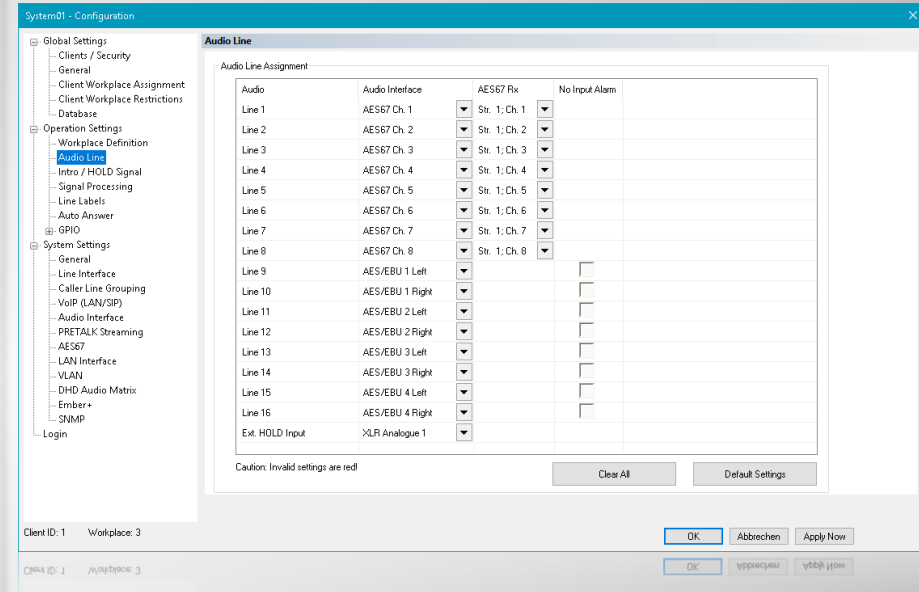 System01 - Configuration
Global Settings
Clients / Security
General
Client Workplace Assignment
Client Workplace Restrictions
Database
Operation Settings
Workplace Definition
Audio Line
Intro / HOLD Signal
Signal Processing
Line Labels
Auto Answer
GPIO
System Settings
General
Line Interface
Caller Line Grouping
VoIP (LAN/SIP)
Audio Interface
PRETALK Streaming
AES67
LAN Interface
VLAN
DHD Audio Matrix
Ember+
SNMP
Login
Audio Line
Audio Line Assignment
Audio Audio Interface AES67 Rx No Input Alarm
Line 1 AES67 Ch. 1 Str. 1; Ch. 1
Line 2 AES67 Ch. 2 Str. 1; Ch. 2
Line 3 AES67 Ch. 3 Str. 1; Ch. 3
Line 4 AES67 Ch. 4 Str. 1; Ch. 4
Line 5 AES67 Ch. 5 Str. 1; Ch. 5
Line 6 AES67 Ch. 6 Str. 1; Ch. 6
Line 7 AES67 Ch. 7 Str. 1; Ch. 7
Line 8 AES67 Ch. 8 Str. 1; Ch. 8
Line 9 AES/EBU 1 Left
Line 10 AES/EBU 1 Right
Line 11 AES/EBU 2 Left
Line 12 AES/EBU 2 Right
Line 13 AES/EBU 3 Left
Line 14 AES/EBU 3 Right
Line 15 AES/EBU 4 Left
Line 16 AES/EBU 4 Right
Ext. HOLD Input XLR Analogue 1
Caution: Invalid settings are red!
Clear All Default Settings
Client ID: 1 Workplace: 3
OK Abbrechen Apply Now